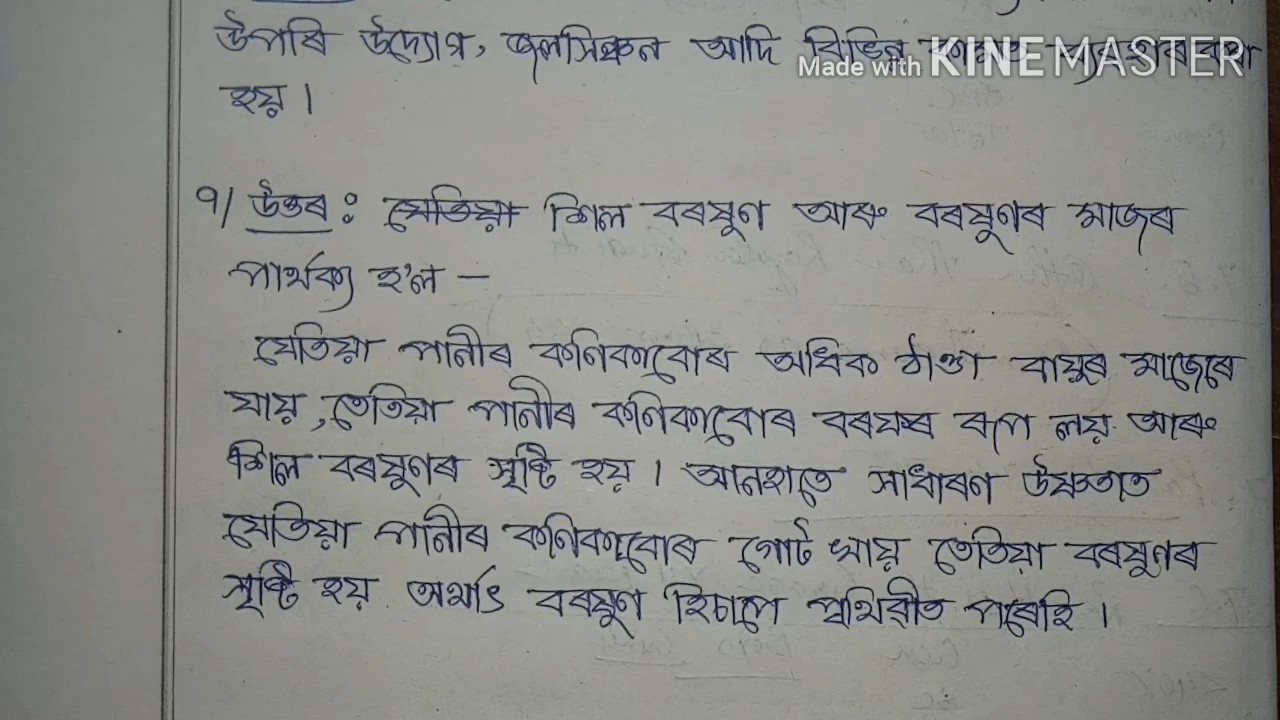 উপৰি উদ্যোগ, জলসিঞ্চন আদি বিভিন্ন
Made with KINEMASTER
হয়।
৭/ উত্তৰ: যেতিয়া শিল বৰষুণ আৰু বৰষুণৰ মাজৰ
পাৰ্থক্য হ'ল —
যেতিয়া পানীৰ কণিকাবোৰ অধিক ঠাণ্ডা বায়ুৰ মাজেৰে
যায়, তেতিয়া পানীৰ কণিকাবোৰ বৰফৰ ৰূপ লয় আৰু
শিল বৰষুণৰ সৃষ্টি হয়। আনহাতে সাধাৰণ উষ্ণতাত
যেতিয়া পানীৰ কণিকাবোৰ গোট খায় তেতিয়া বৰষুণৰ
সৃষ্টি হয় অৰ্থাৎ বৰষুণ হিচাপে পৃথিৱীত পৰেহি।